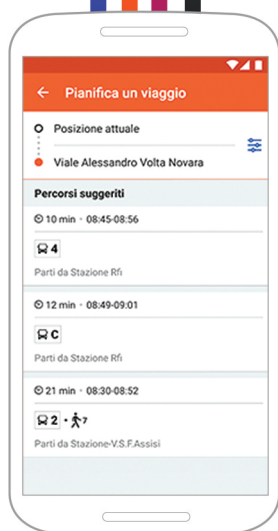 Pianifica un viaggio
Posizione attuale
Viale Alessandro Volta Novara
Percorsi suggeriti
10 min - 08:45-08:56
4
Parti da Stazione Rfi
12 min - 08:49-09:01
C
Parti da Stazione Rfi
21 min - 08:30-08:52
2 · 7
Parti da Stazione-V.S.F.Assisi